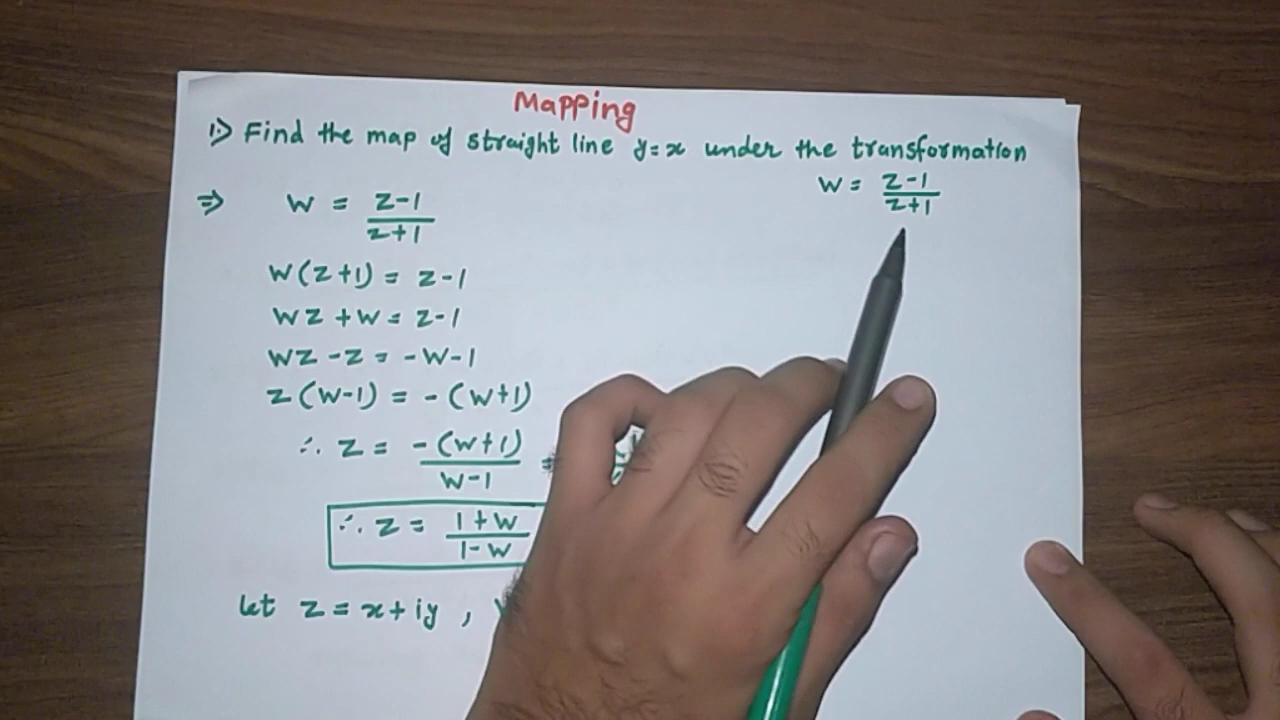 Mapping
1.) Find the map of straight line y=x under the transformation
w = z-1/z+1
⇒ w = z-1/z+1
w(z+1) = z-1
wz + w = z-1
wz - z = -w-1
z(w-1) = -(w+1)
∴ z = -(w+1)/w-1 =
∴ z = 1+w/1-w
let z = x+iy ,